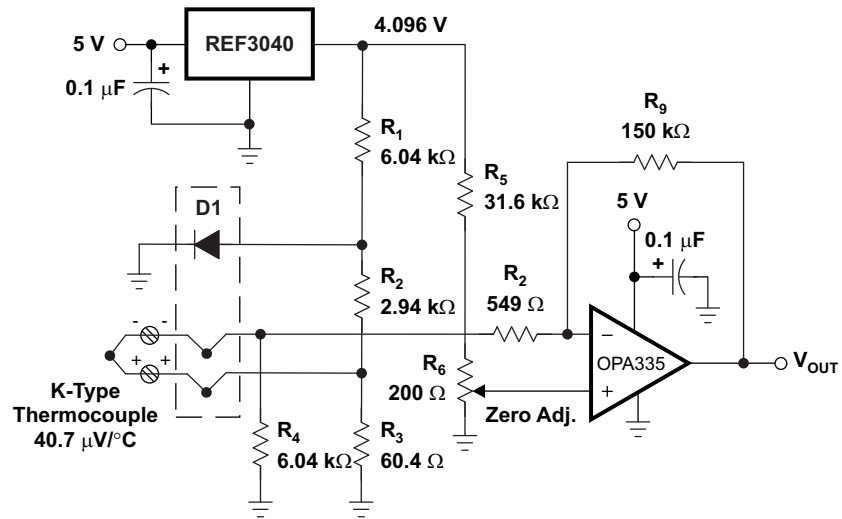 5 V
REF3040
4.096 V
0.1 μF
+
R1
6.04 kΩ
R9
150 kΩ
R5
31.6 kΩ
5 V
0.1 μF
+
D1
R2
2.94 kΩ
R2
549 Ω
- -
+ +
K-Type
Thermocouple
40.7 μV/°C
R4
6.04 kΩ
R3
60.4 Ω
R6
200 Ω
Zero Adj.
−
OPA335
+
VOUT